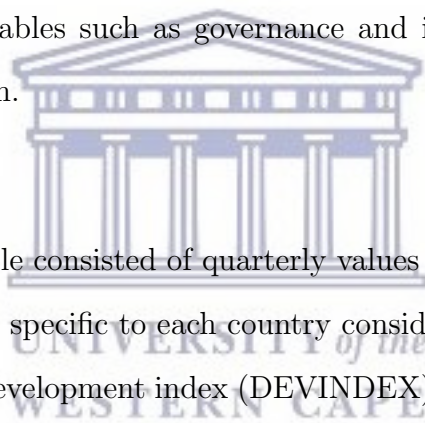 ables such as governance and i
n.
le consisted of quarterly values
specific to each country consid
UNIVERSITY of the
evelopment index (DEVINDEX)
WESTERN CAPE